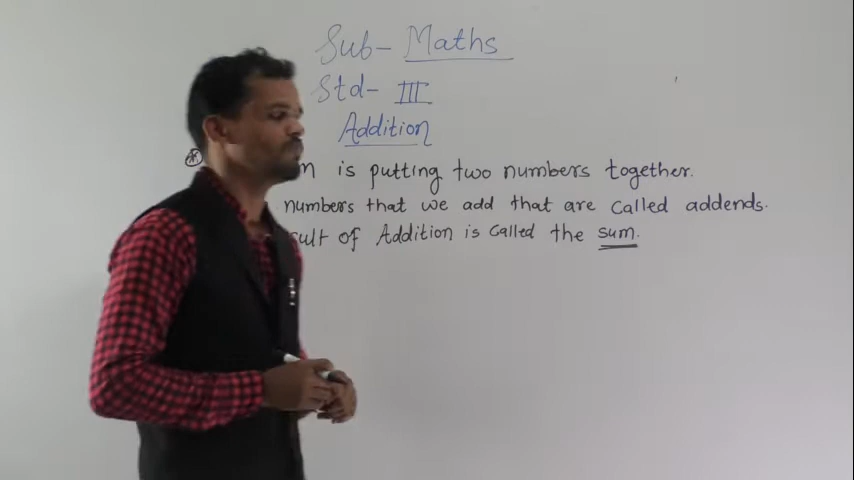 Sub- Maths
Std- III
Addition
is putting two numbers together.
numbers that we add that are called addends.
of Addition is called the sum.